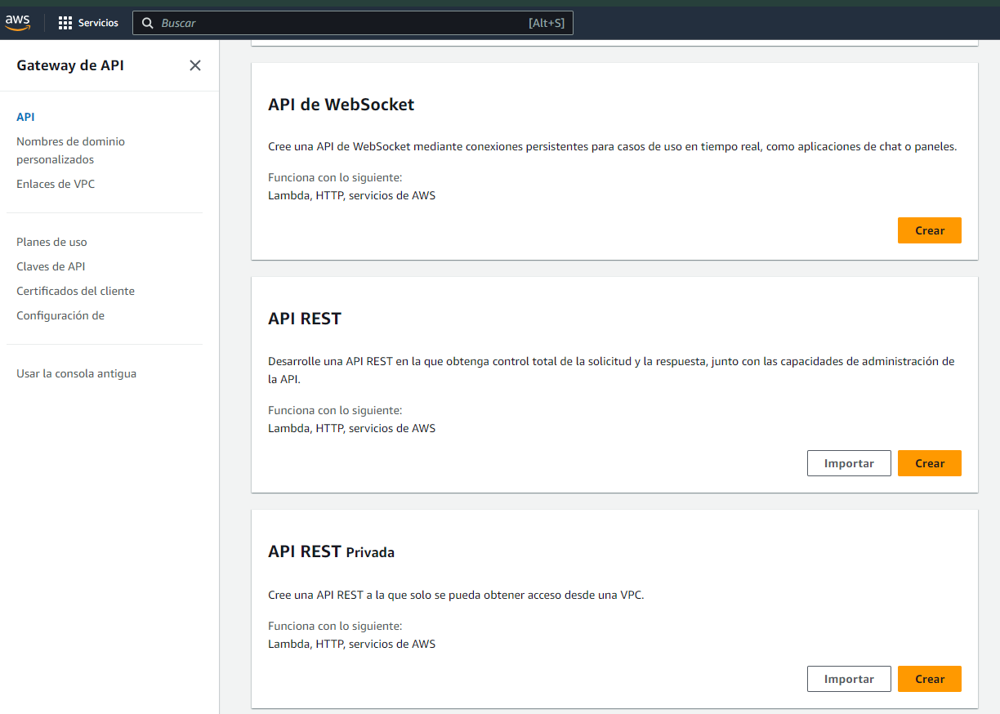 aws
Servicios
Buscar
[Alt+S]
Gateway de API
API
Nombres de dominio
personalizados
Enlaces de VPC
Planes de uso
Claves de API
Certificados del cliente
Configuración de
Usar la consola antigua
API de WebSocket
Cree una API de WebSocket mediante conexiones persistentes para casos de uso en tiempo real, como aplicaciones de chat o paneles.
Funciona con lo siguiente:
Lambda, HTTP, servicios de AWS
Crear
API REST
Desarrolle una API REST en la que obtenga control total de la solicitud y la respuesta, junto con las capacidades de administración de
la API.
Funciona con lo siguiente:
Lambda, HTTP, servicios de AWS
Importar
Crear
API REST Privada
Cree una API REST a la que solo se pueda obtener acceso desde una VPC.
Funciona con lo siguiente:
Lambda, HTTP, servicios de AWS
Importar
Crear